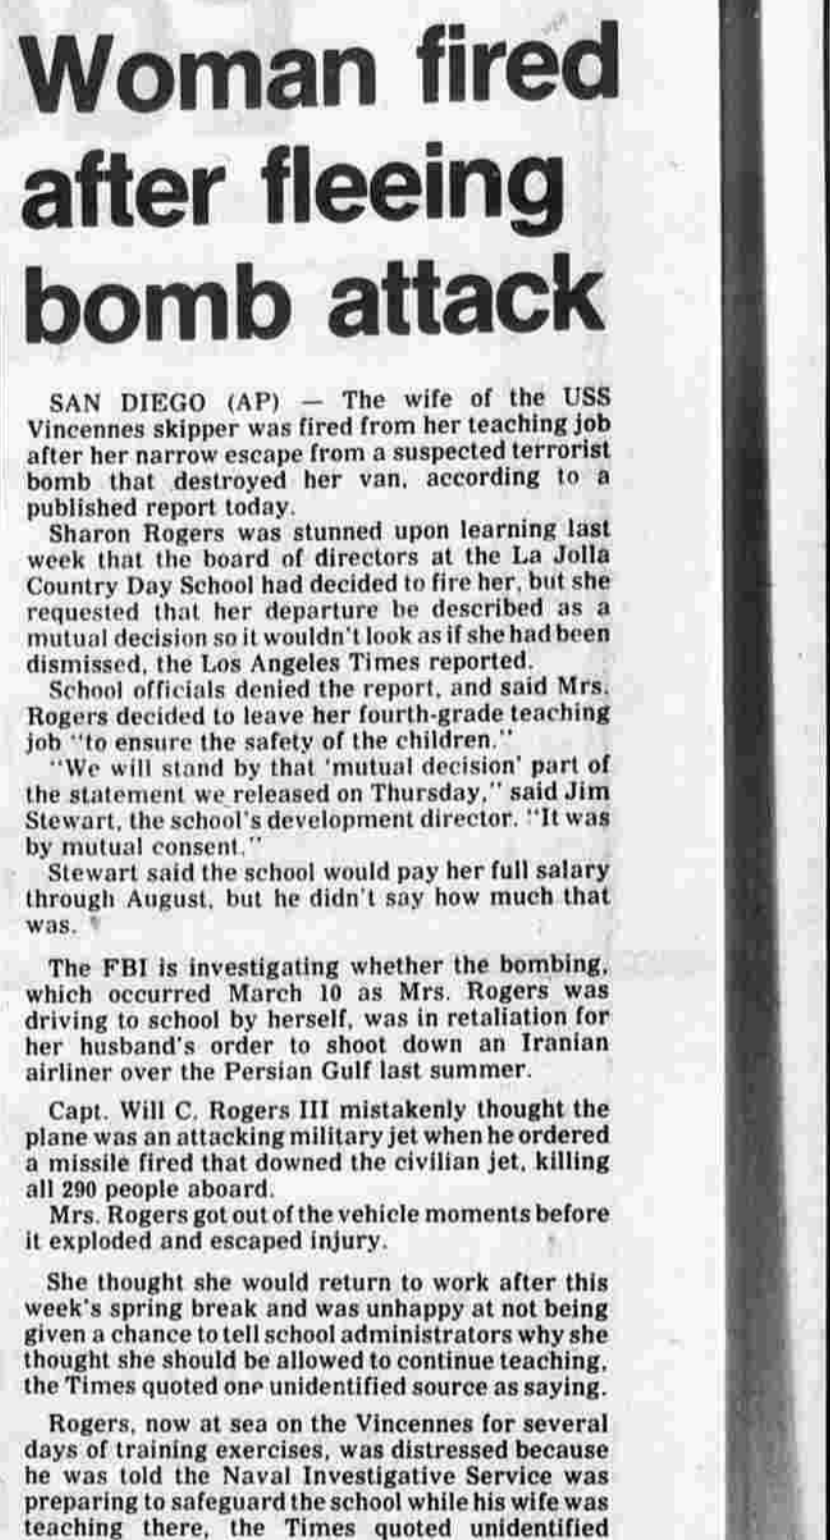 Woman fired
after fleeing
bomb attack
SAN DIEGO (AP) — The wife of the USS
Vincennes skipper was fired from her teaching job
after her narrow escape from a suspected terrorist
bomb that destroyed her van, according to a
published report today.
Sharon Rogers was stunned upon learning last
week that the board of directors at the La Jolla
Country Day School had decided to fire her, but she
requested that her departure be described as a
mutual decision so it wouldn't look as if she had been
dismissed, the Los Angeles Times reported.
School officials denied the report, and said Mrs.
Rogers decided to leave her fourth-grade teaching
job "to ensure the safety of the children."
"We will stand by that 'mutual decision' part of
the statement we released on Thursday," said Jim
Stewart, the school's development director. "It was
by mutual consent."
Stewart said the school would pay her full salary
through August, but he didn't say how much that
was.
The FBI is investigating whether the bombing,
which occurred March 10 as Mrs. Rogers was
driving to school by herself, was in retaliation for
her husband's order to shoot down an Iranian
airliner over the Persian Gulf last summer.
Capt. Will C. Rogers III mistakenly thought the
plane was an attacking military jet when he ordered
a missile fired that downed the civilian jet, killing
all 290 people aboard.
Mrs. Rogers got out of the vehicle moments before
it exploded and escaped injury.
She thought she would return to work after this
week's spring break and was unhappy at not being
given a chance to tell school administrators why she
thought she should be allowed to continue teaching,
the Times quoted one unidentified source as saying.
Rogers, now at sea on the Vincennes for several
days of training exercises, was distressed because
he was told the Naval Investigative Service was
preparing to safeguard the school while his wife was
teaching there, the Times quoted unidentified